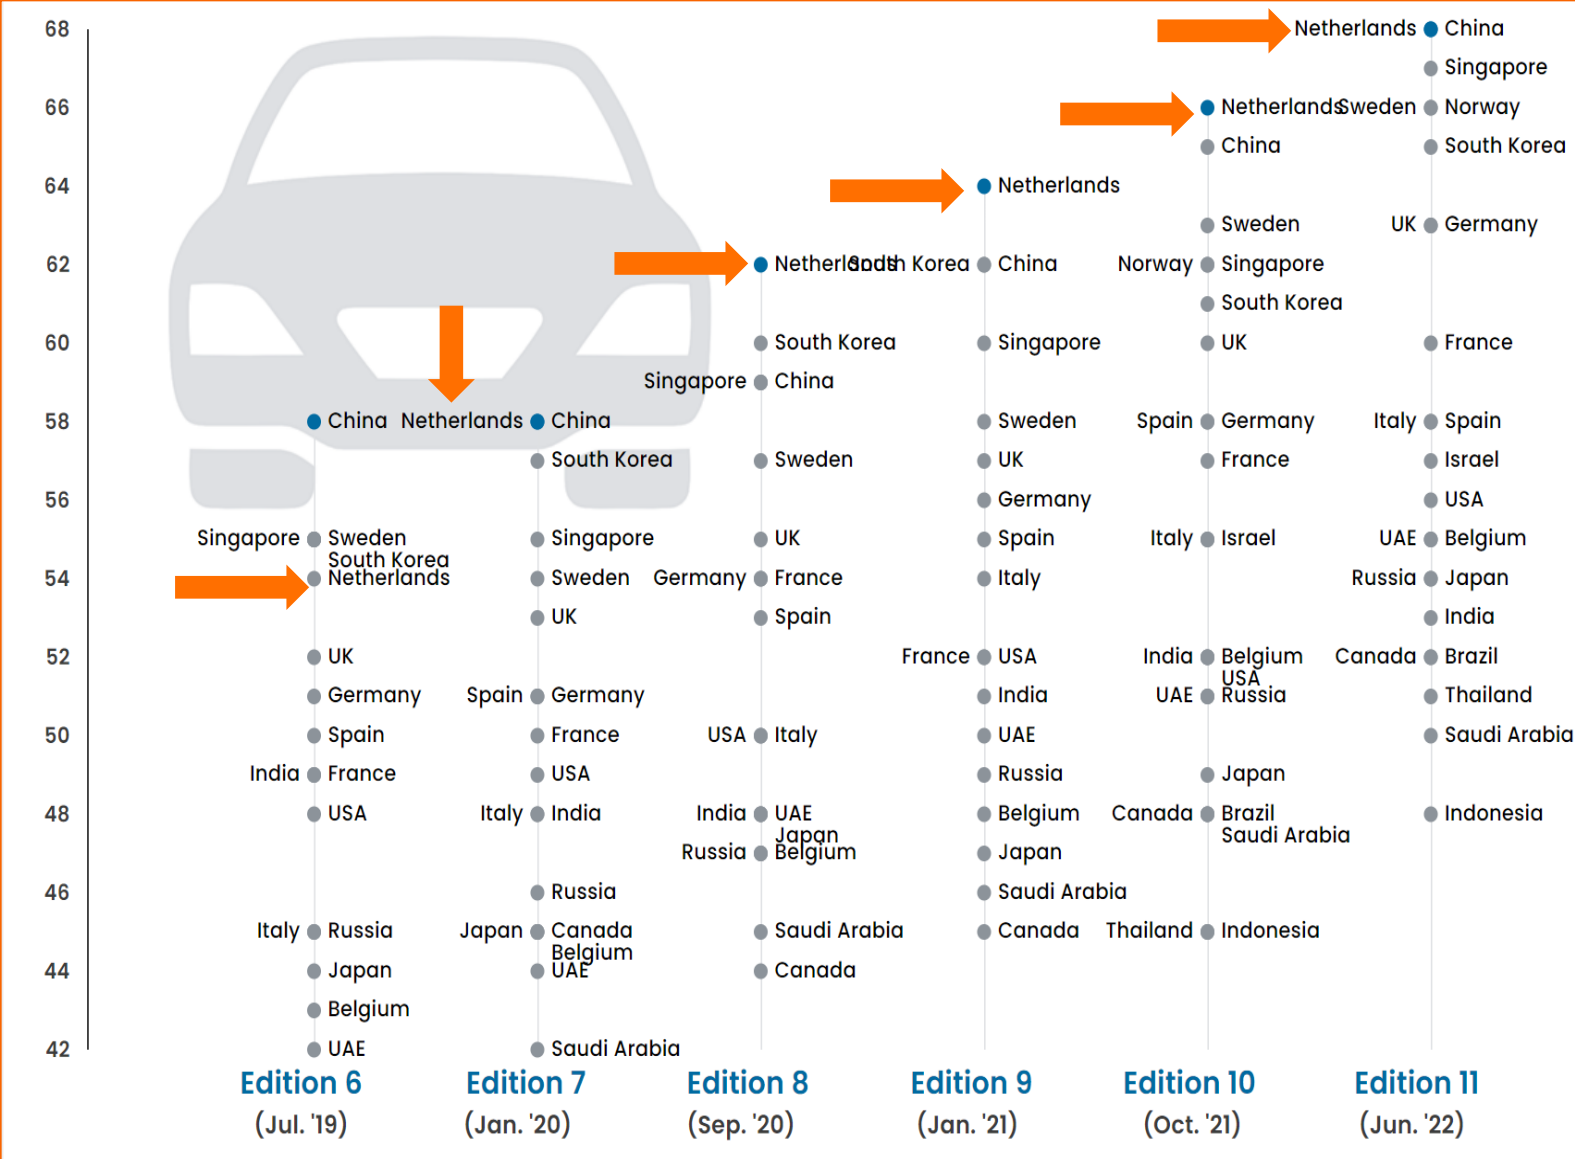 68 Netherlands China
Singapore
66 Netherlands Sweden Norway
China South Korea
64 Netherlands
Sweden UK Germany
62 Netherlands South Korea China Norway Singapore
South Korea
60 South Korea Singapore UK France
Singapore China
58 China Netherlands China Sweden Spain Germany Italy Spain
South Korea Sweden UK France Israel
56 Germany USA
Singapore Sweden Singapore UK Spain Italy Israel UAE Belgium
South Korea
54 Netherlands Sweden Germany France Italy Russia Japan
UK Spain India
52 UK France USA India Belgium Canada Brazil
USA
Germany Spain Germany India UAE Russia Thailand
50 Spain France USA Italy UAE Saudi Arabia
India France USA Russia Japan
48 USA Italy India India UAE Belgium Canada Brazil Indonesia
Japan Saudi Arabia
Russia Belgium Japan
46 Russia Saudi Arabia
Italy Russia Japan Canada Saudi Arabia Canada Thailand Indonesia
Belgium
44 Japan UAE Canada
Belgium
42 UAE Saudi Arabia
Edition 6 Edition 7 Edition 8 Edition 9 Edition 10 Edition 11
(Jul. '19) (Jan. '20) (Sep. '20) (Jan. '21) (Oct. '21) (Jun. '22)